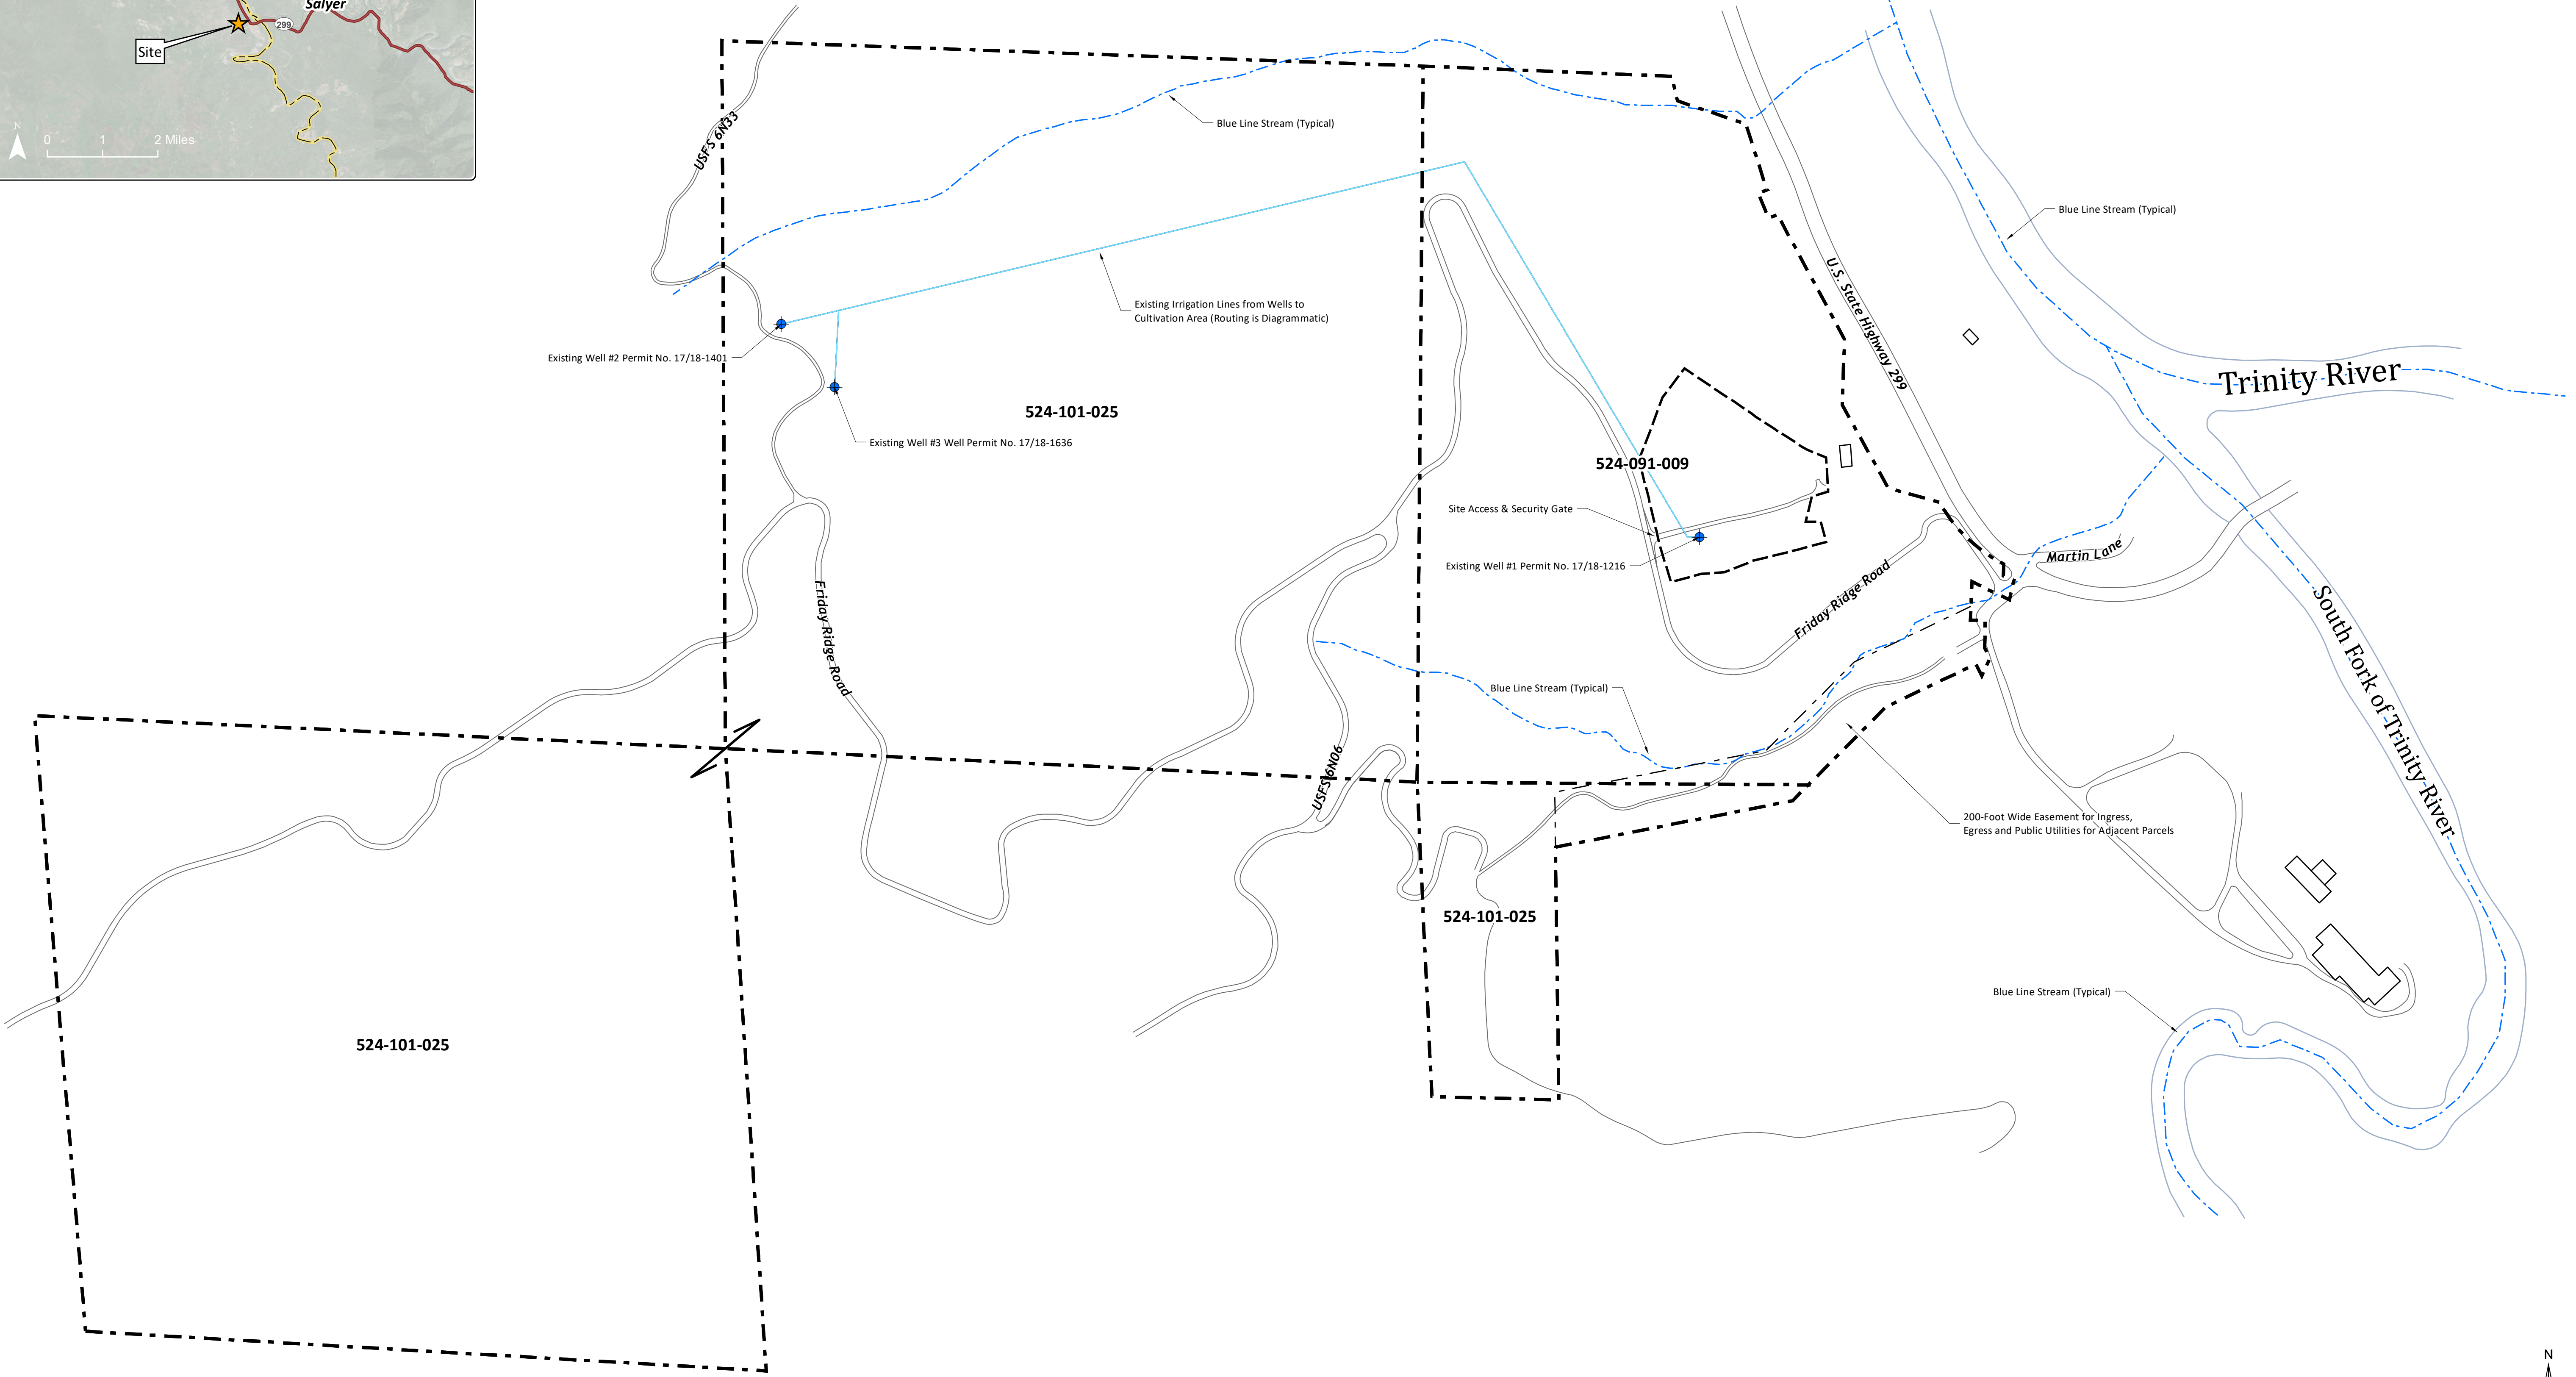 Salyer
299
Site
N
0 1 2 Miles
USFS 6N33
Blue Line Stream (Typical)
Blue Line Stream (Typical)
U.S. State Highway 299
Existing Irrigation Lines from Wells to
Cultivation Area (Routing is Diagrammatic)
Existing Well #2 Permit No. 17/18-1401
Trinity River
524-101-025
Existing Well #3 Well Permit No. 17/18-1636
524-091-009
Site Access & Security Gate
Existing Well #1 Permit No. 17/18-1216
Martin Lane
Friday Ridge Road
Friday Ridge Road
South Fork of Trinity River
Blue Line Stream (Typical)
USFS 6N06
200-Foot Wide Easement for Ingress,
Egress and Public Utilities for Adjacent Parcels
524-101-025
Blue Line Stream (Typical)
524-101-025
N